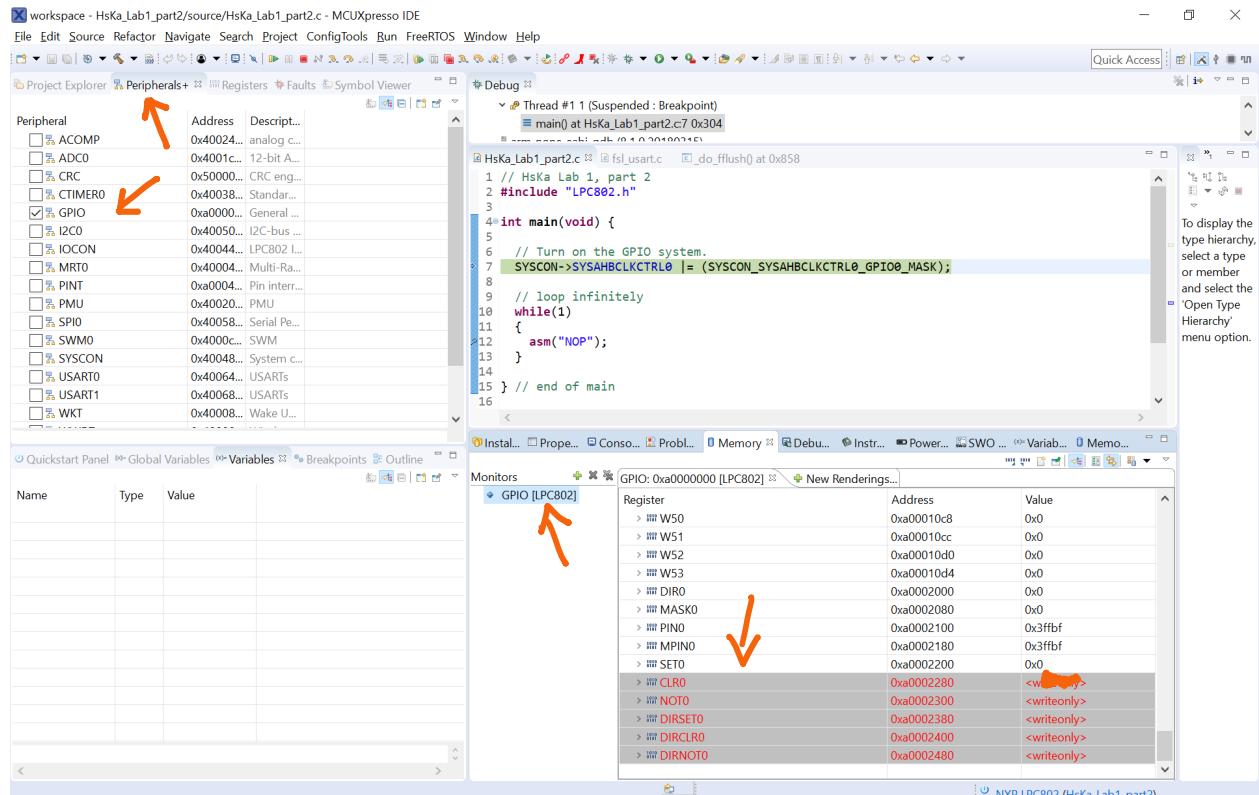 workspace - HsKa_Lab1_part2/source/HsKa_Lab1_part2.c - MCUXpresso IDE
File Edit Source Refactor Navigate Search Project ConfigTools Run FreeRTOS Window Help
Quick Access
Project Explorer Peripherals+ Registers Faults Symbol Viewer
Peripheral Address Descript...
ACOMP 0x40024... analog c...
ADC0 0x4001c... 12-bit A...
CRC 0x50000... CRC eng...
CTIMER0 0x40038... Standar...
GPIO 0xa0000... General ...
I2C0 0x40050... I2C-bus ...
IOCON 0x40044... LPC802 I...
MRT0 0x40004... Multi-Ra...
PINT 0xa0004... Pin interr...
PMU 0x40020... PMU
SPI0 0x40058... Serial Pe...
SWM0 0x4000c... SWM
SYSCON 0x40048... System c...
USART0 0x40064... USARTs
USART1 0x40068... USARTs
WKT 0x40008... Wake U...
Debug
Thread #1 1 (Suspended : Breakpoint)
main() at HsKa_Lab1_part2.c:7 0x304
arm-none-eabi-gdb (8.1.0.20180315)
HsKa_Lab1_part2.c fsl_usart.c _do_fflush() at 0x858
1 // HsKa Lab 1, part 2
2 #include "LPC802.h"
3
4 int main(void) {
5
6 // Turn on the GPIO system.
7 SYSCON->SYSAHBCLKCTRL0 |= (SYSCON_SYSAHBCLKCTRL0_GPIO0_MASK);
8
9 // loop infinitely
10 while(1)
11 {
12 asm("NOP");
13 }
14
15 } // end of main
16
To display the
type hierarchy,
select a type
or member
and select the
'Open Type
Hierarchy'
menu option.
Quickstart Panel Global Variables Variables Breakpoints Outline
Name Type Value
Instal... Prope... Conso... Probl... Memory Debu... Instr... Power... SWO ... Variab... Memo...
Monitors
GPIO [LPC802]
GPIO: 0xa0000000 [LPC802] New Renderings...
Register Address Value
W50 0xa00010c8 0x0
W51 0xa00010cc 0x0
W52 0xa00010d0 0x0
W53 0xa00010d4 0x0
DIR0 0xa0002000 0x0
MASK0 0xa0002080 0x0
PIN0 0xa0002100 0x3ffbf
MPIN0 0xa0002180 0x3ffbf
SET0 0xa0002200 0x0
CLR0 0xa0002280
NOT0 0xa0002300 <writeonly>
DIRSET0 0xa0002380 <writeonly>
DIRCLR0 0xa0002400 <writeonly>
DIRNOT0 0xa0002480 <writeonly>
NXP LPC802 (HsKa_Lab1_part2)